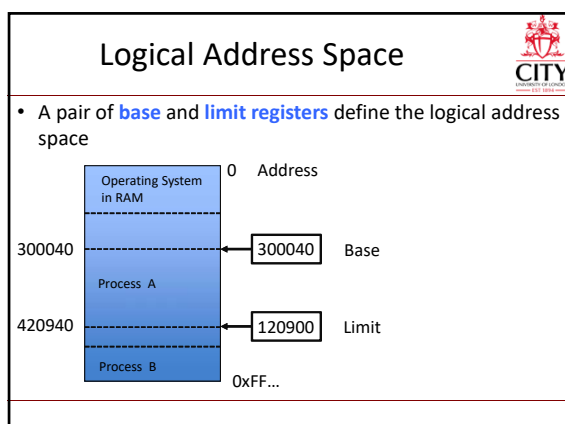 Logical Address Space
CITY
UNIVERSITY OF LONDON
EST 1894
• A pair of base and limit registers define the logical address
space
0 Address
Operating System
in RAM
300040
300040
Base
Process A
420940
120900
Limit
Process B
0xFF...